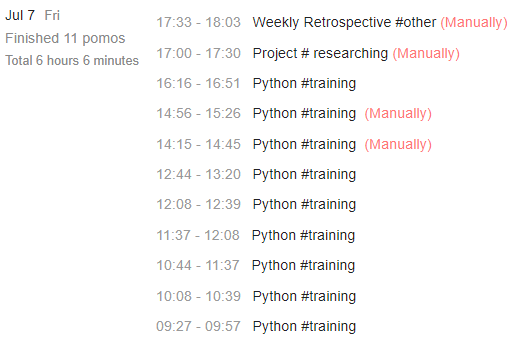 Jul 7 Fri
Finished 11 pomos
Total 6 hours 6 minutes
17:33 - 18:03 Weekly Retrospective #other (Manually)
17:00 - 17:30 Project # researching (Manually)
16:16 - 16:51 Python #training
14:56 - 15:26 Python #training (Manually)
14:15 - 14:45 Python #training (Manually)
12:44 - 13:20 Python #training
12:08 - 12:39 Python #training
11:37 - 12:08 Python #training
10:44 - 11:37 Python #training
10:08 - 10:39 Python #training
09:27 - 09:57 Python #training